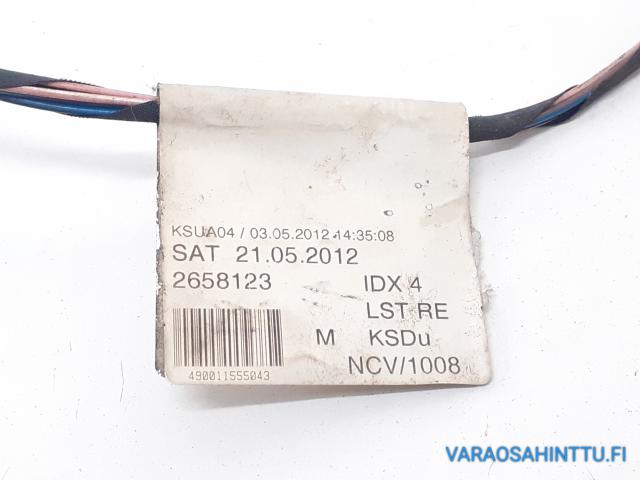 KSUA04 / 03.05.2012 14:35:08
SAT 21.05.2012
2658123 IDX 4
LST RE
M KSDu
NCV/1008
490011555043
VARAOSAHINTTU.FI